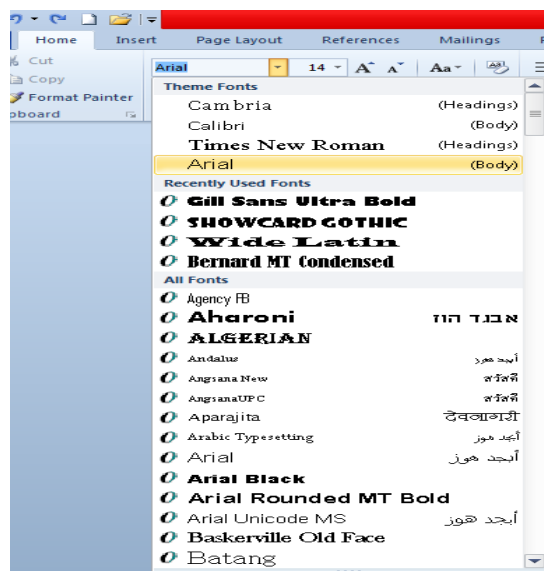 Home Insert Page Layout References Mailings
Cut
Copy
Format Painter
pboard
Arial 14 A A Aa
Theme Fonts
Cambria (Headings)
Calibri (Body)
Times New Roman (Headings)
Arial (Body)
Recently Used Fonts
Gill Sans Ultra Bold
SHOWCARD GOTHIC
Wide Latin
Bernard MT Condensed
All Fonts
Agency FB
Aharoni אבגד הוז
ALGERIAN
Andalus أبجد هوز
Angsana New สวัสดี
AngsanaUPC สวัสดี
Aparajita देवनागरी
Arabic Typesetting أبجد هوز
Arial أبجد هوز
Arial Black
Arial Rounded MT Bold
Arial Unicode MS أبجد هوز
Baskerville Old Face
Batang